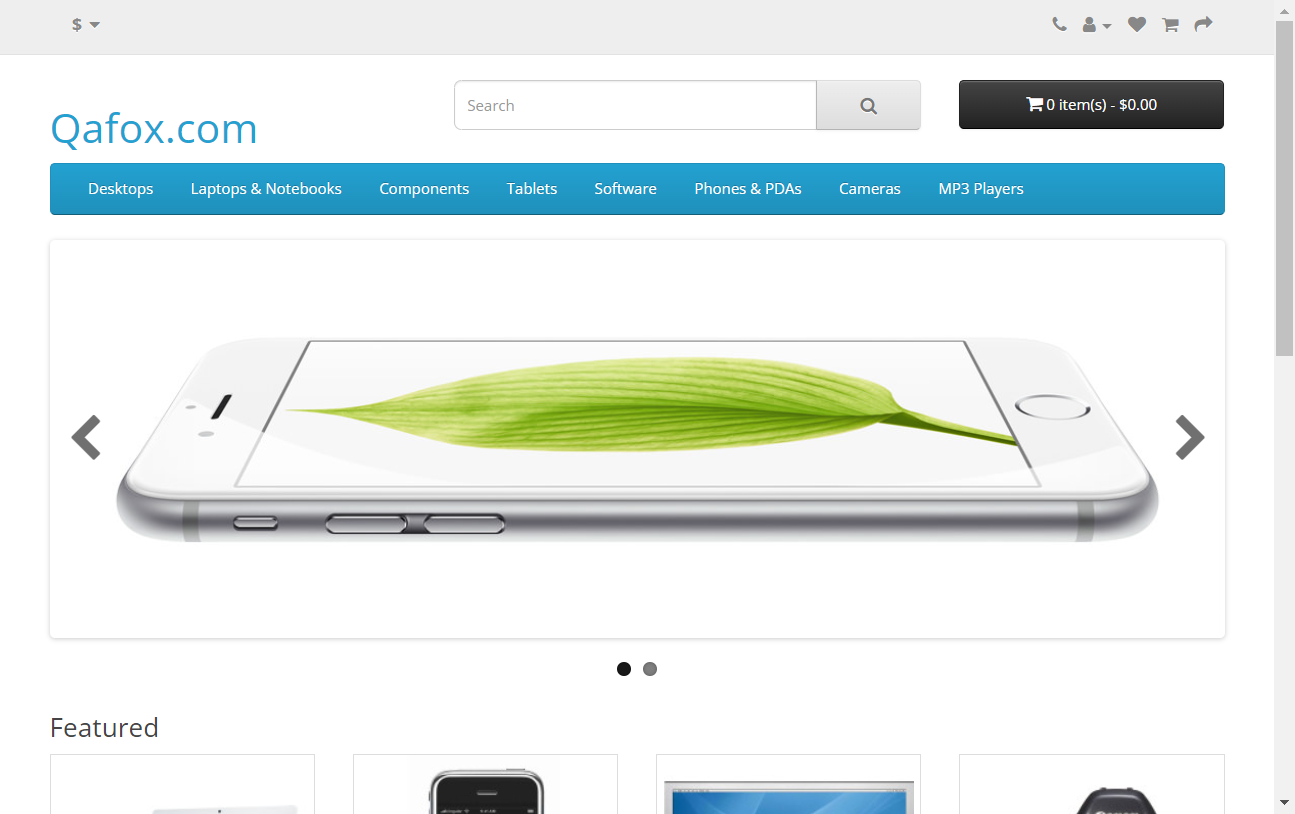 $
Search
0 item(s) - $0.00
Qafox.com
Desktops Laptops & Notebooks Components Tablets Software Phones & PDAs Cameras MP3 Players
Featured